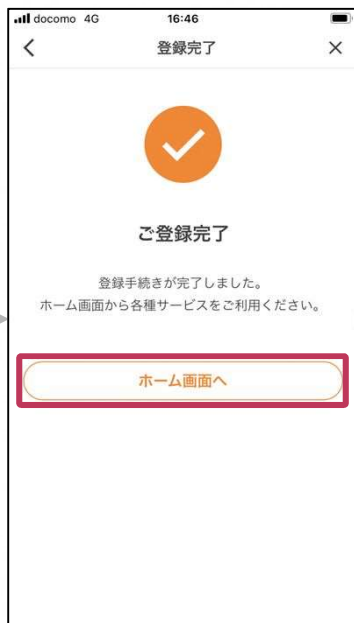 docomo 4G 16:46
登録完了
ご登録完了
登録手続きが完了しました。
ホーム画面から各種サービスをご利用ください。
ホーム画面へ